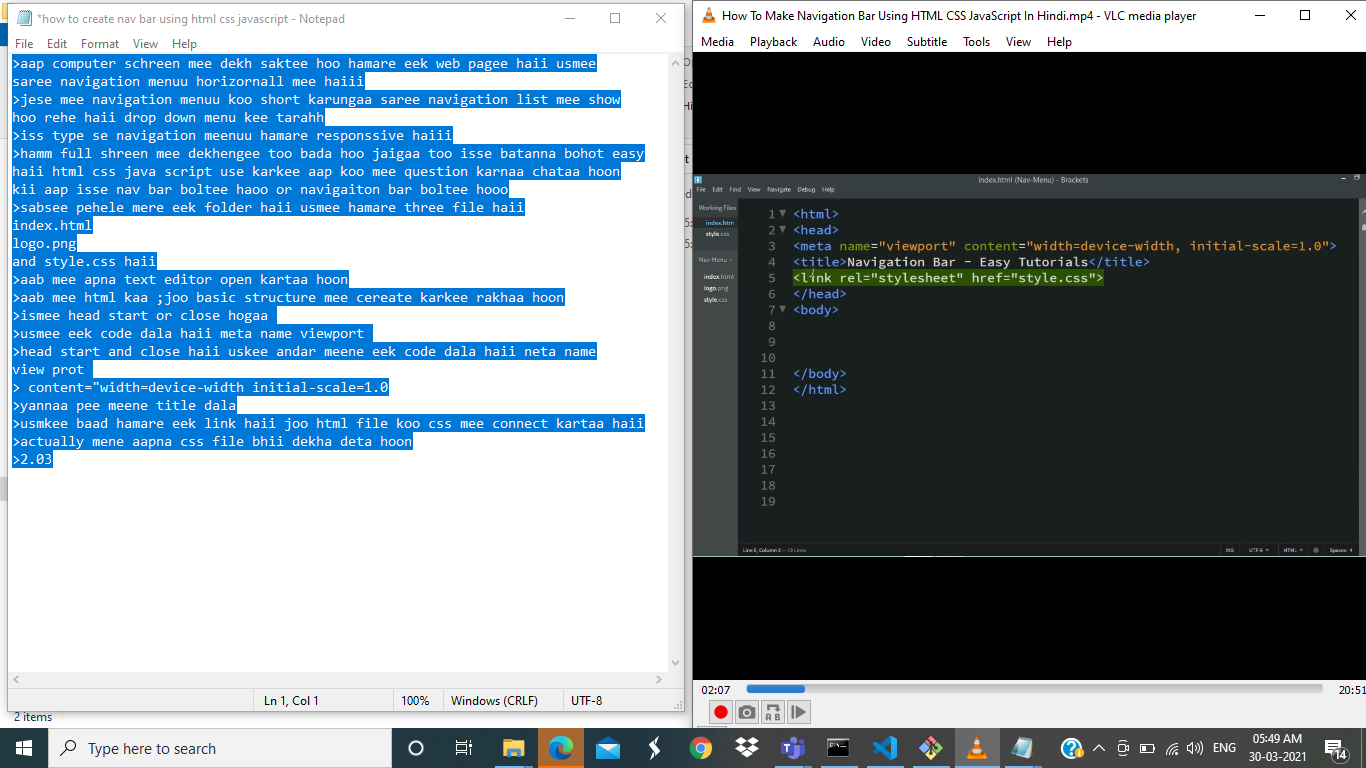 *how to create nav bar using html css javascript - Notepad
File Edit Format View Help
>aap computer schreen mee dekh saktee hoo hamare eek web pagee haii usmee
saree navigation menuu horizornall mee haiii
>jese mee navigation menuu koo short karungaa saree navigation list mee show
hoo rehe haii drop down menu kee tarahh
>iss type se navigation meenuu hamare responssive haiii
>hamm full shreen mee dekhengee too bada hoo jaigaa too isse batanna bohot easy
haii html css java script use karkee aap koo mee question karnaa chataa hoon
kii aap isse nav bar boltee haoo or navigaiton bar boltee hooo
>sabsee pehele mere eek folder haii usmee hamare three file haii
index.html
logo.png
and style.css haii
>aab mee apna text editor open kartaa hoon
>aab mee html kaa ;joo basic structure mee cereate karkee rakhaa hoon
>ismee head start or close hogaa
>usmee eek code dala haii meta name viewport
>head start and close haii uskee andar meene eek code dala haii neta name
view prot
> content="width=device-width initial-scale=1.0
>yannaa pee meene title dala
>usmkee baad hamare eek link haii joo html file koo css mee connect kartaa haii
>actually mene aapna css file bhii dekha deta hoon
>2.03
Ln 1, Col 1 100% Windows (CRLF) UTF-8
2 items
How To Make Navigation Bar Using HTML CSS JavaScript In Hindi.mp4 - VLC media player
Media Playback Audio Video Subtitle Tools View Help
index.html (Nav-Menu) - Brackets
File Edit Find View Navigate Debug Help
Working Files
index.htm
style.css
Nav-Menu
index.html
logo.png
style.css
1 <html>
2 <head>
3 <meta name="viewport" content="width=device-width, initial-scale=1.0">
4 <title>Navigation Bar - Easy Tutorials</title>
5 <link rel="stylesheet" href="style.css">
6 </head>
7 <body>
8
9
10
11 </body>
12 </html>
13
14
15
16
17
18
19
Line 5, Column 3 — 19 Lines
INS UTF-8 HTML Spaces: 4
02:07 20:51
A B
Type here to search
ENG
05:49 AM
30-03-2021
14